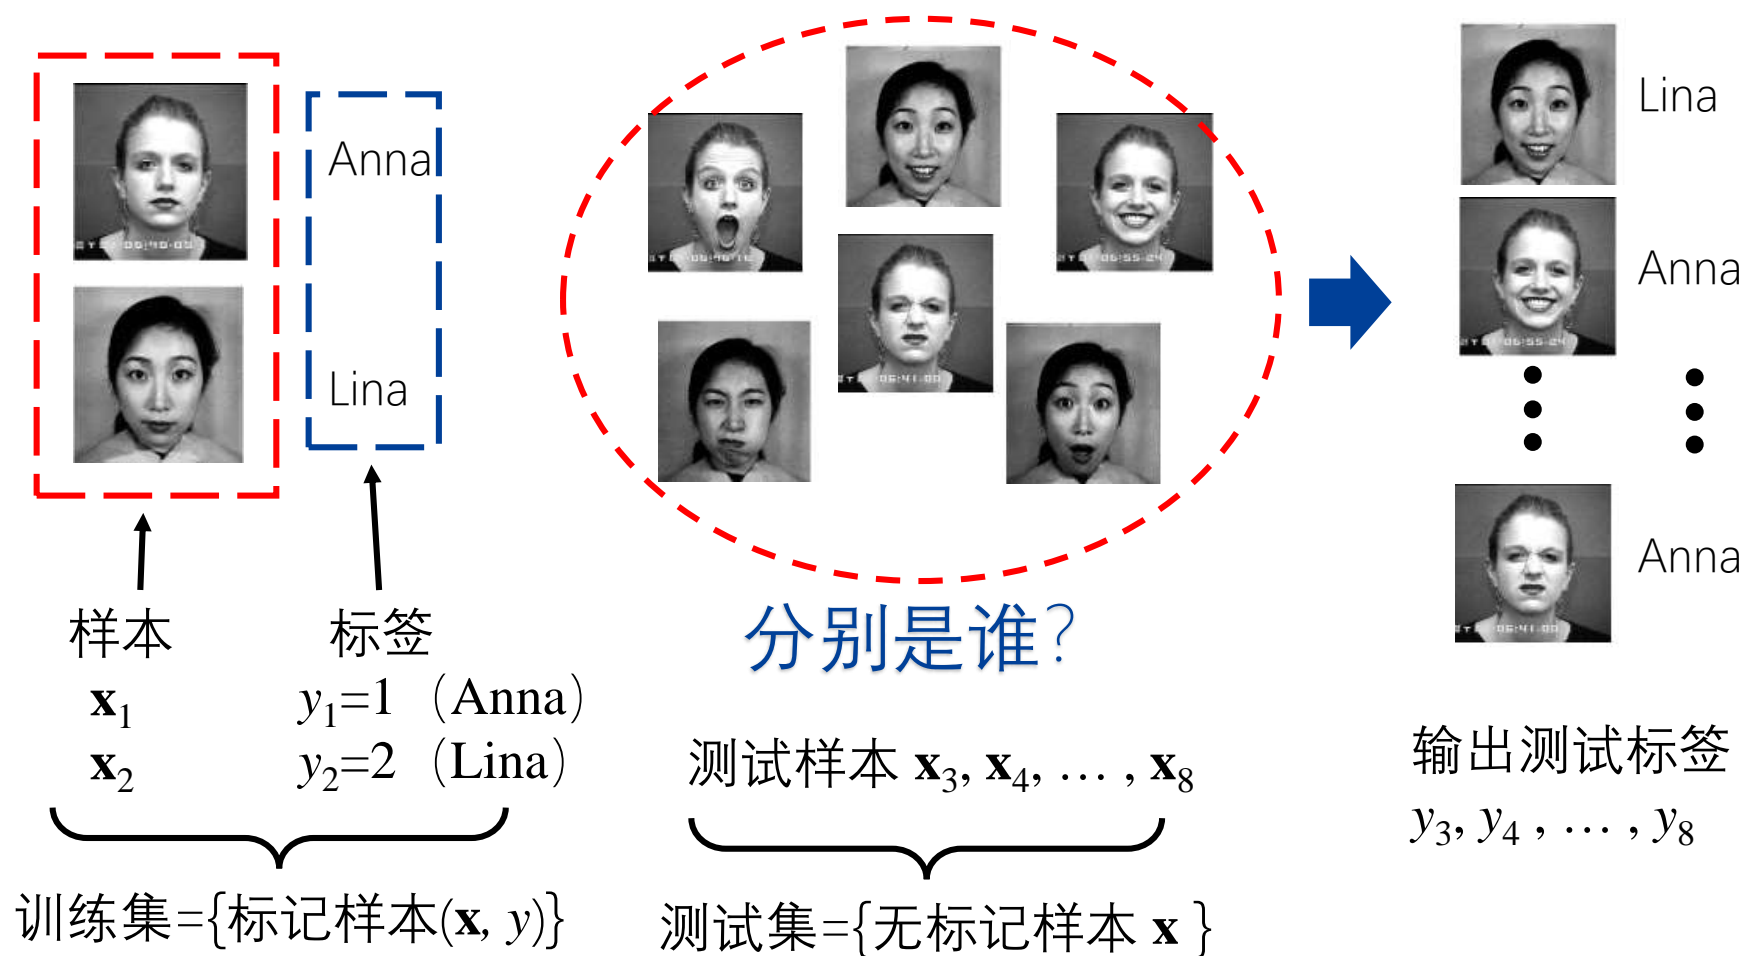 Anna
Lina
样本
标签
x1
y1=1 (Anna)
x2
y2=2 (Lina)
训练集={标记样本(x, y)}
分别是谁?
测试样本 x3, x4, … , x8
测试集={无标记样本 x }
Lina
Anna
Anna
输出测试标签
y3, y4 , … , y8